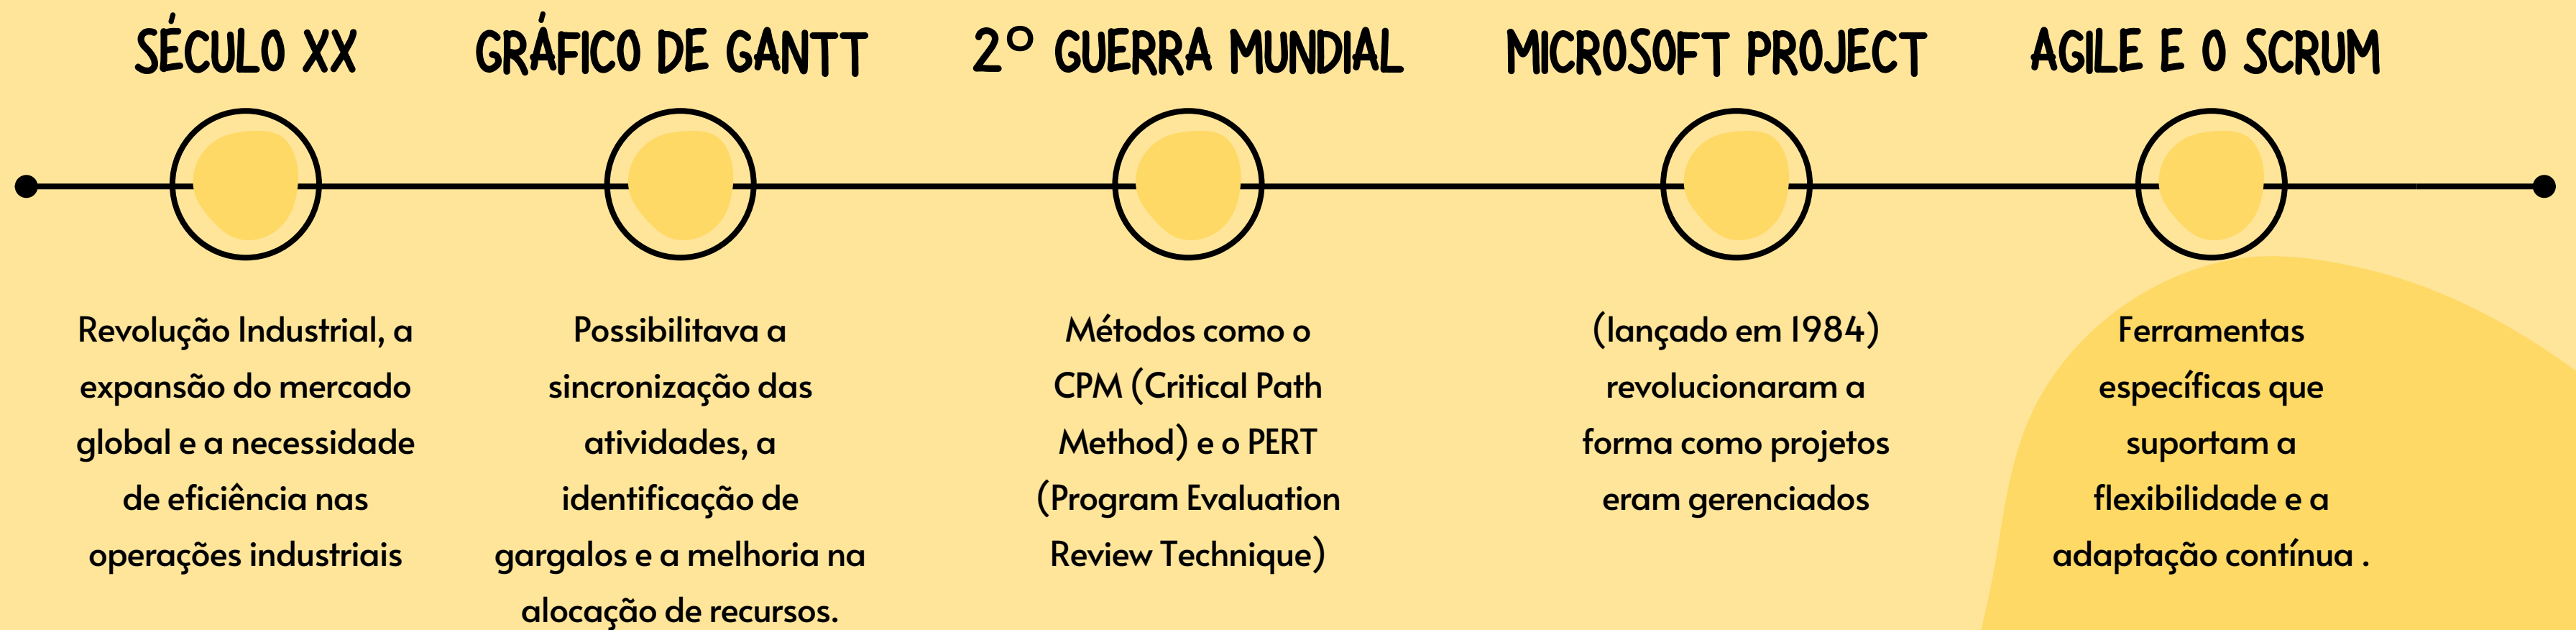 SÉCULO XX
Revolução Industrial, a
expansão do mercado
global e a necessidade
de eficiência nas
operações industriais
GRÁFICO DE GANTT
Possibilitava a
sincronização das
atividades, a
identificação de
gargalos e a melhoria na
alocação de recursos.
2º GUERRA MUNDIAL
Métodos como o
CPM (Critical Path
Method) e o PERT
(Program Evaluation
Review Technique)
MICROSOFT PROJECT
(lançado em 1984)
revolucionaram a
forma como projetos
eram gerenciados
AGILE E O SCRUM
Ferramentas
específicas que
suportam a
flexibilidade e a
adaptação contínua .